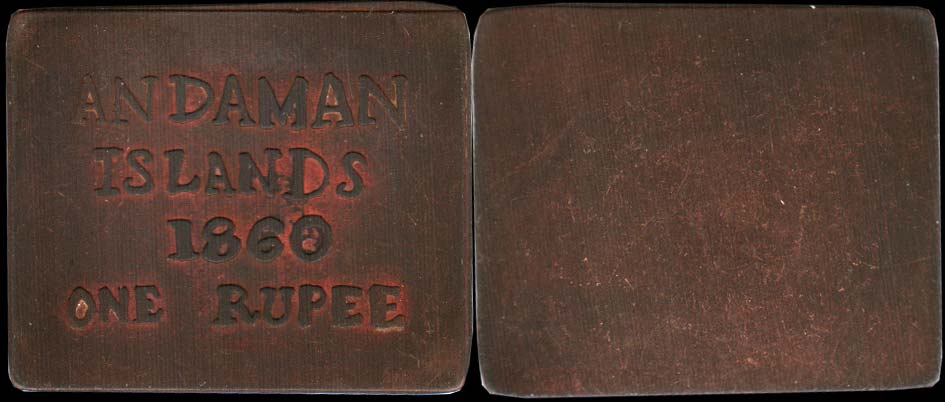 ANDAMAN
ISLANDS
1860
ONE RUPEE